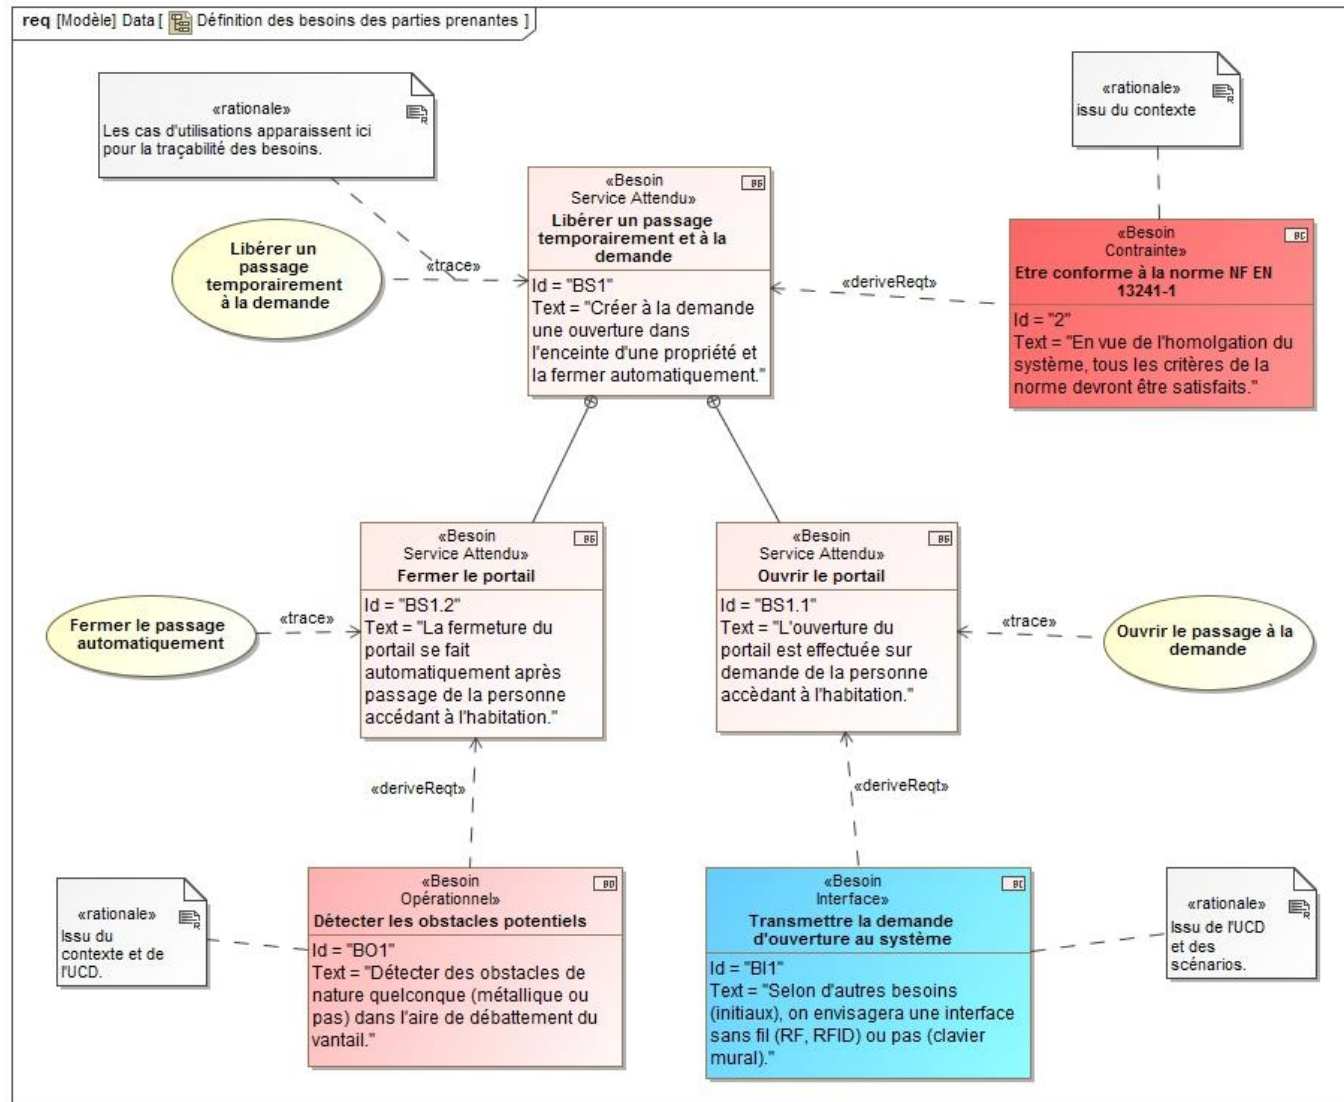 req [Modèle] Data [ Définition des besoins des parties prenantes ]
«rationale»
Les cas d'utilisations apparaissent ici
pour la traçabilité des besoins.
«rationale»
issu du contexte
«Besoin
Service Attendu»
Libérer un passage
temporairement et à la
demande
Id = "BS1"
Text = "Créer à la demande
une ouverture dans
l'enceinte d'une propriété et
la fermer automatiquement."
Libérer un
passage
temporairement
à la demande
«trace»
«deriveReqt»
«Besoin
Contrainte»
Etre conforme à la norme NF EN
13241-1
Id = "2"
Text = "En vue de l'homolgation du
système, tous les critères de la
norme devront être satisfaits."
«Besoin
Service Attendu»
Fermer le portail
Id = "BS1.2"
Text = "La fermeture du
portail se fait
automatiquement après
passage de la personne
accédant à l'habitation."
«Besoin
Service Attendu»
Ouvrir le portail
Id = "BS1.1"
Text = "L'ouverture du
portail est effectuée sur
demande de la personne
accèdant à l'habitation."
Fermer le passage
automatiquement
«trace»
«trace»
Ouvrir le passage à la
demande
«deriveReqt»
«deriveReqt»
«rationale»
Issu du
contexte et de
l'UCD.
«Besoin
Opérationnel»
Détecter les obstacles potentiels
Id = "BO1"
Text = "Détecter des obstacles de
nature quelconque (métallique ou
pas) dans l'aire de débattement du
vantail."
«Besoin
Interface»
Transmettre la demande
d'ouverture au système
Id = "BI1"
Text = "Selon d'autres besoins
(initiaux), on envisagera une interface
sans fil (RF, RFID) ou pas (clavier
mural)."
«rationale»
Issu de l'UCD
et des
scénarios.